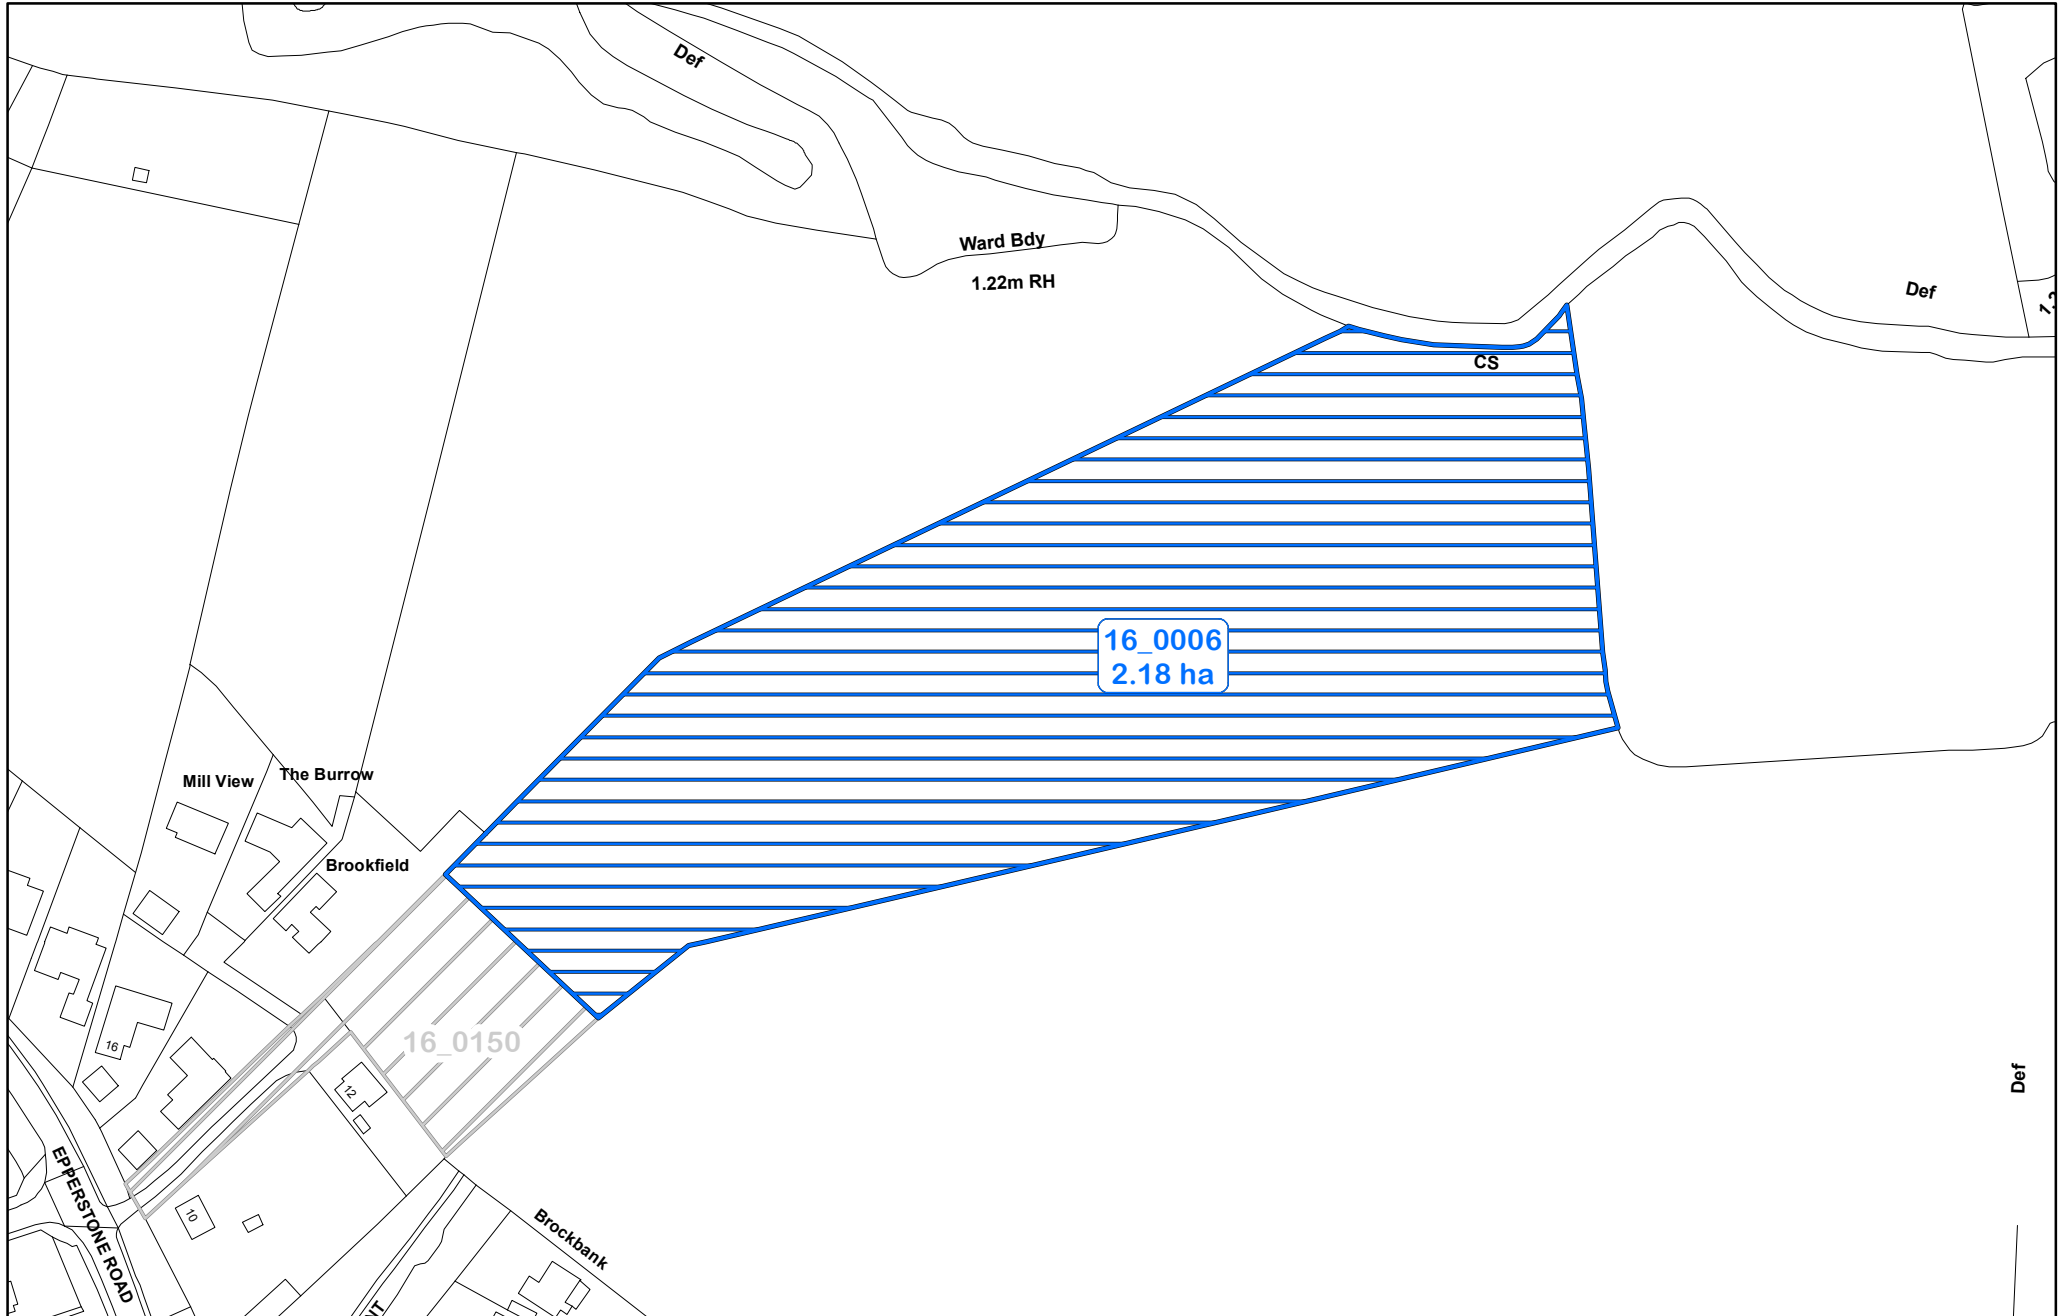 Def
Ward Bdy
1.22m RH
Def
CS
16_0006
2.18 ha
The Burrow
Mill View
Brookfield
16_0150
16
12
Def
10
EPPERSTONE ROAD
Brockbank